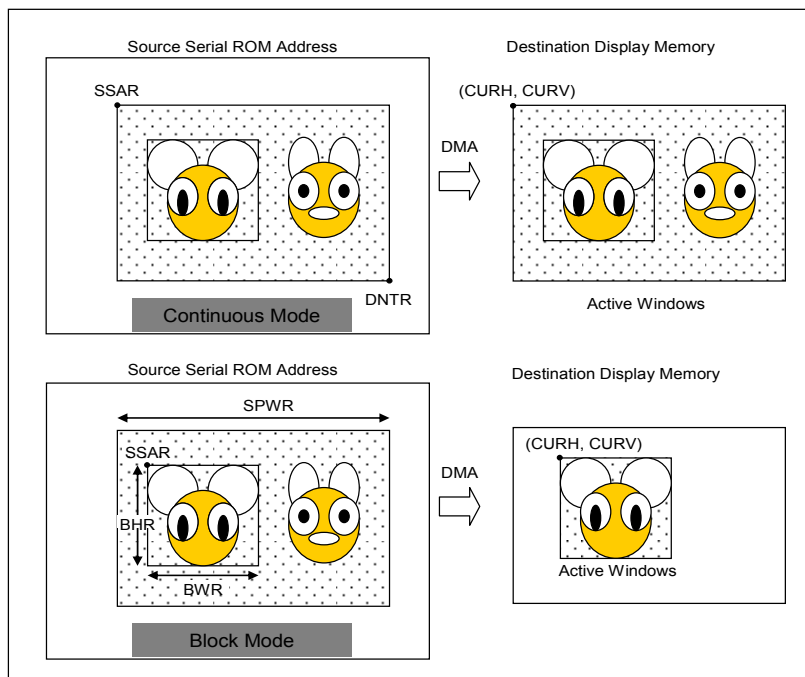 Source Serial ROM Address
Destination Display Memory
SSAR
(CURH, CURV)
DMA
DNTR
Continuous Mode
Active Windows
Source Serial ROM Address
Destination Display Memory
SPWR
SSAR
(CURH, CURV)
DMA
BHR
BWR
Active Windows
Block Mode